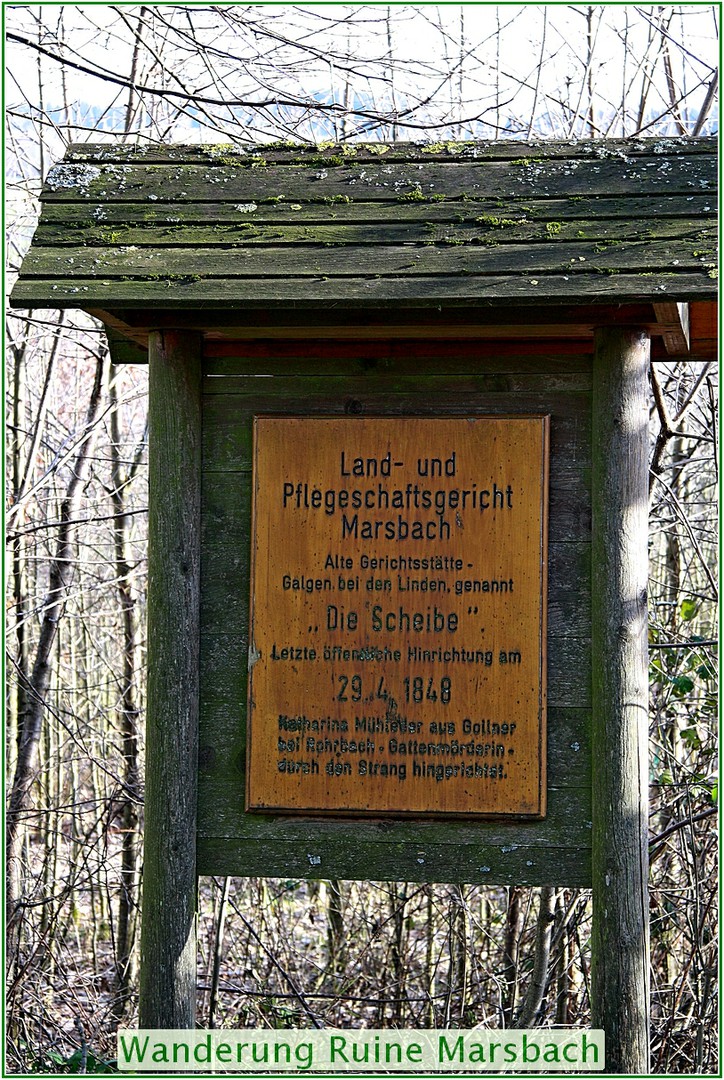 Land- und
Pflegeschaftsgericht
Marsbach
Alte Gerichtsstätte -
Galgen bei den Linden, genannt
„Die Scheibe”.
Letzte öffentliche Hinrichtung am
29. 4. 1848
Katharina aus Gollner
bei Rohrbach - Gattenmörderin -
durch den Strang hingerichtet.
Wanderung Ruine Marsbach